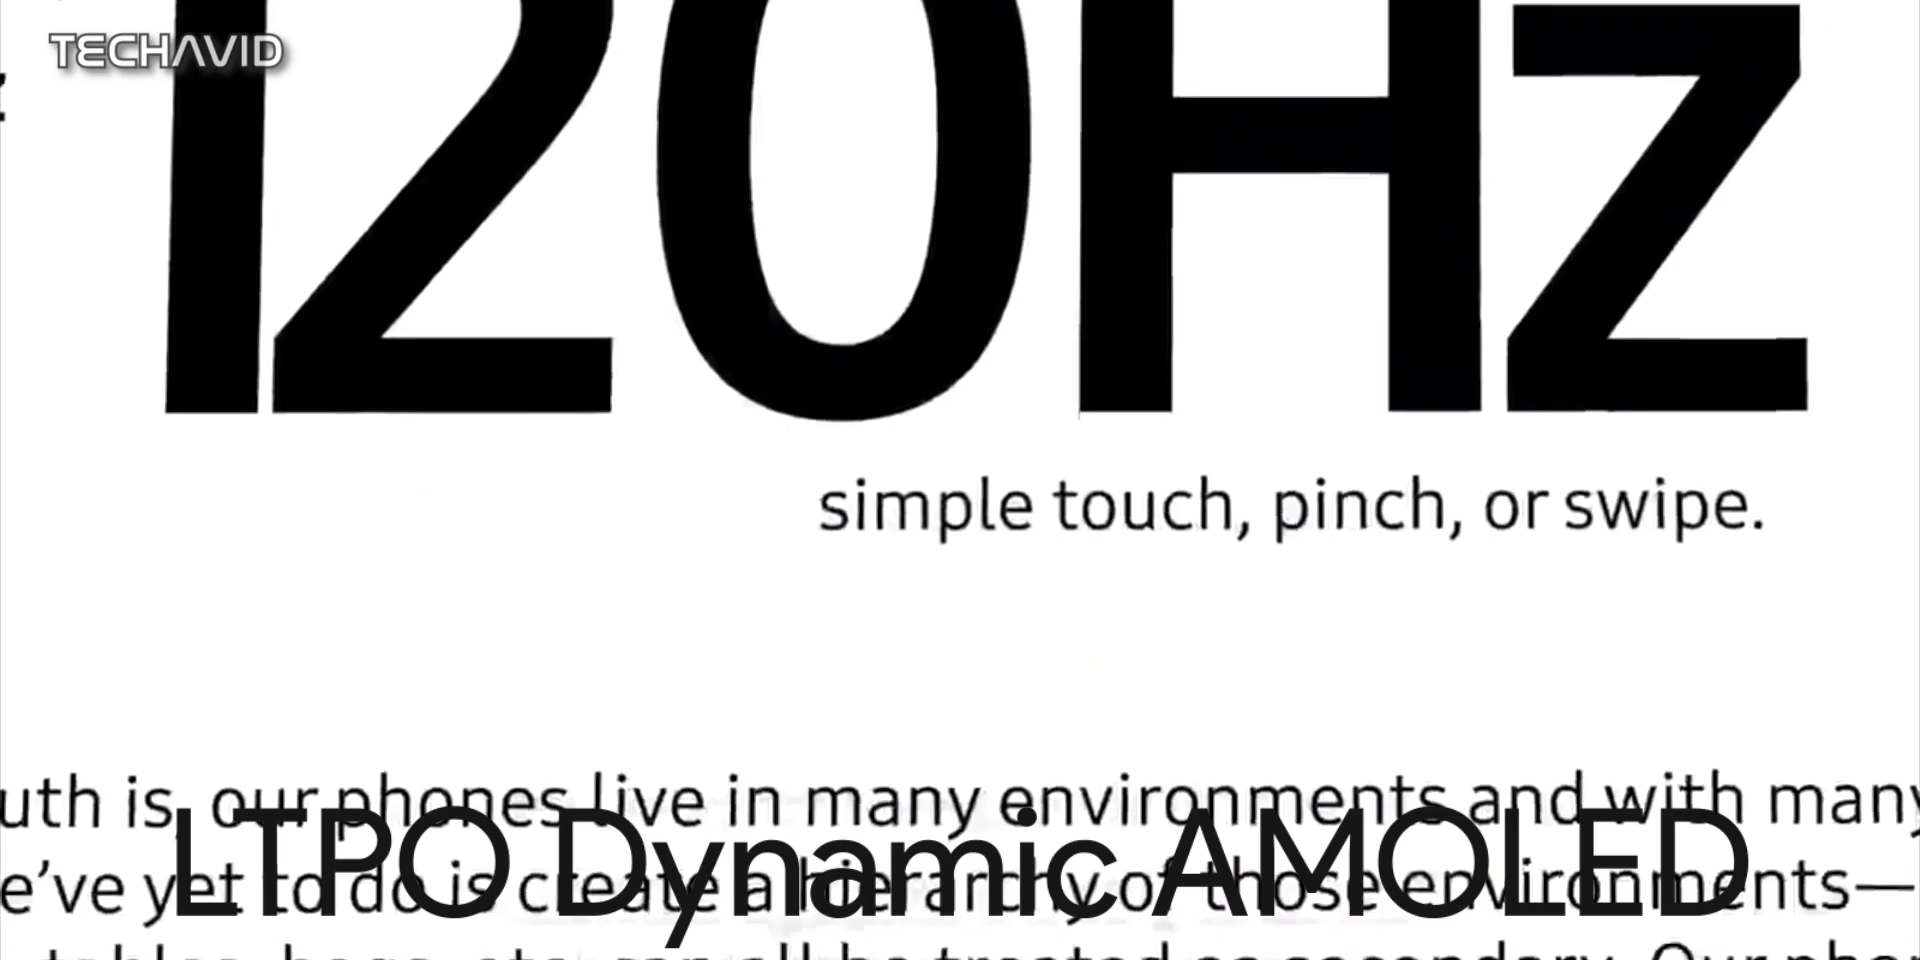 TECHAVID
120Hz
simple touch, pinch, or swipe.
uth is, our phones live in many environments and with many
LTPO Dynamic AMOLED
e’ve yet to do is create a hierarchy of those environments—